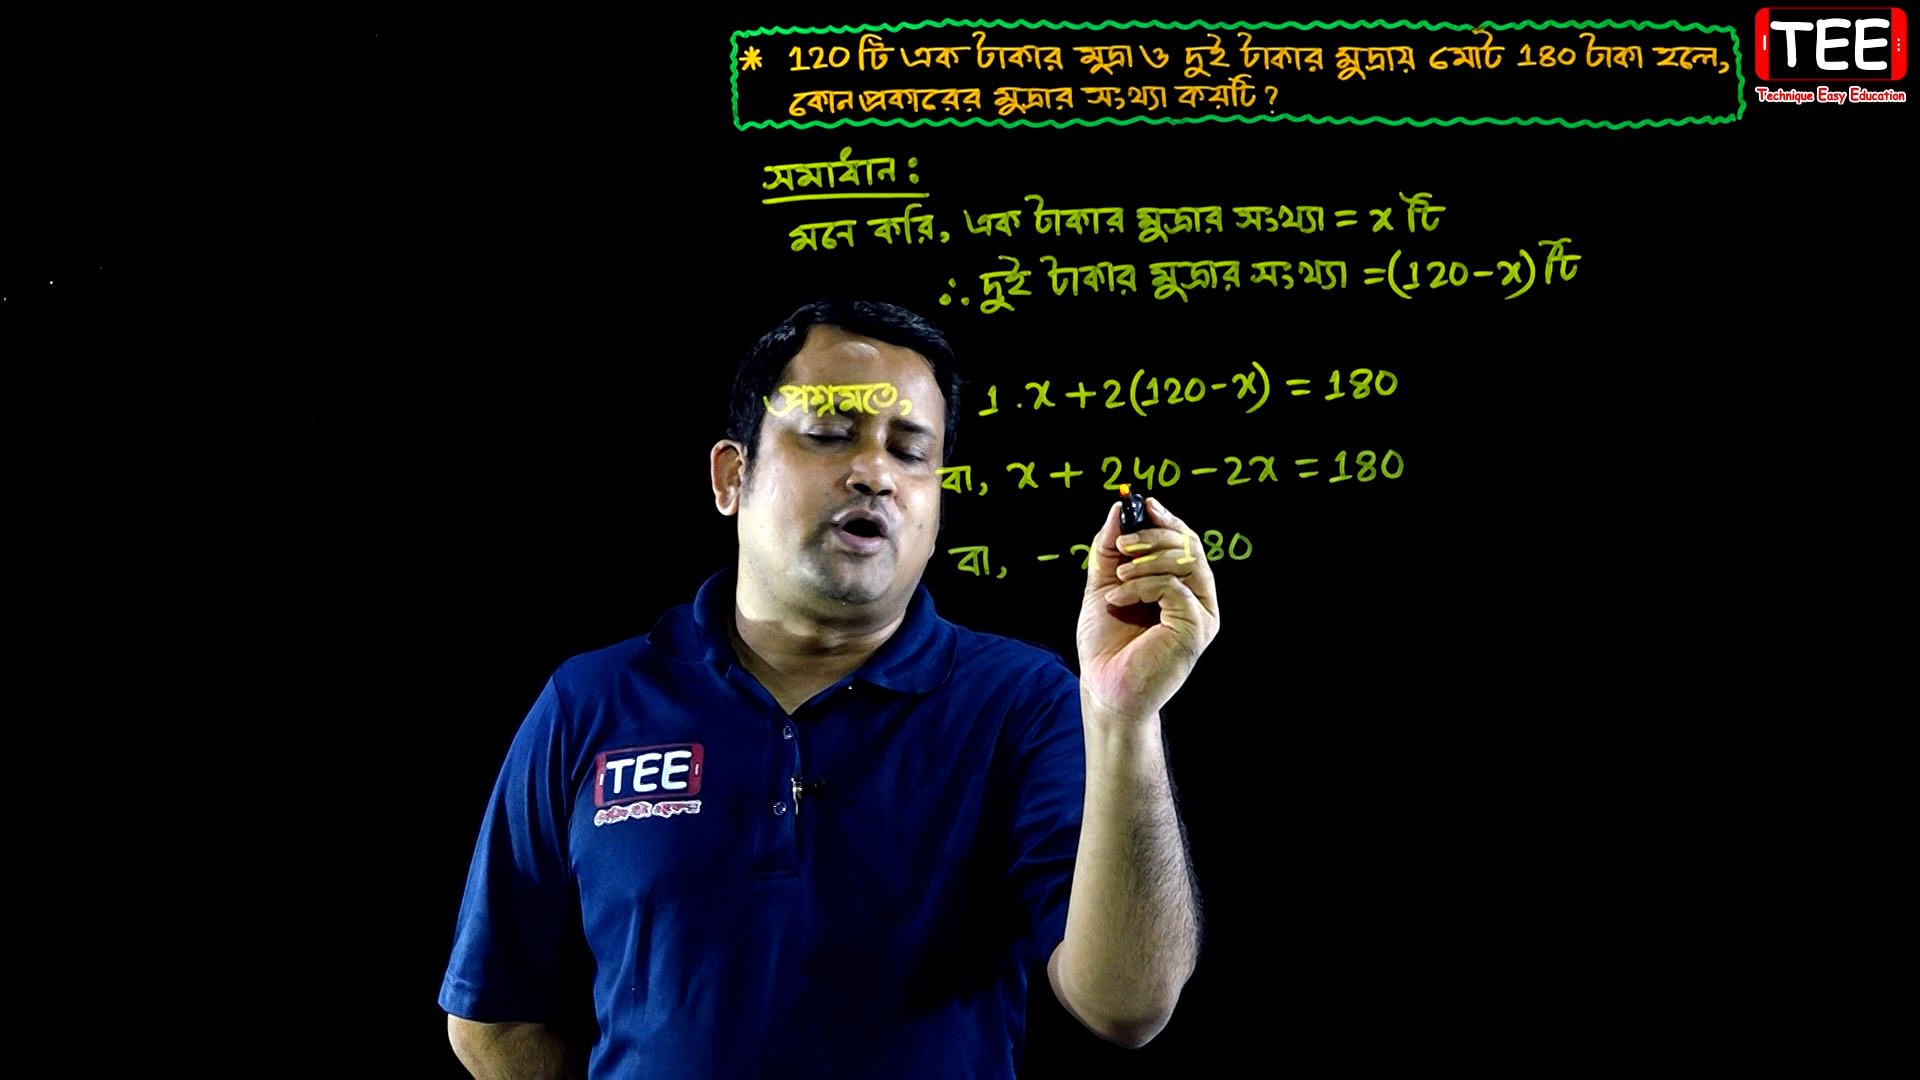 * 120 টি এক টাকার মুদ্রা ও দুই টাকার মুদ্রায় মোট 180 টাকা হলে,
কোন প্রকারের মুদ্রার সংখ্যা কয়টি?
TEE
Technique Easy Education
সমাধান:
মনে করি, এক টাকার মুদ্রার সংখ্যা = x টি
∴ দুই টাকার মুদ্রার সংখ্যা = (120-x) টি
প্রশ্নমতে, 1.x + 2(120-x) = 180
বা, x + 240 - 2x = 180
বা, -x = 180
TEE